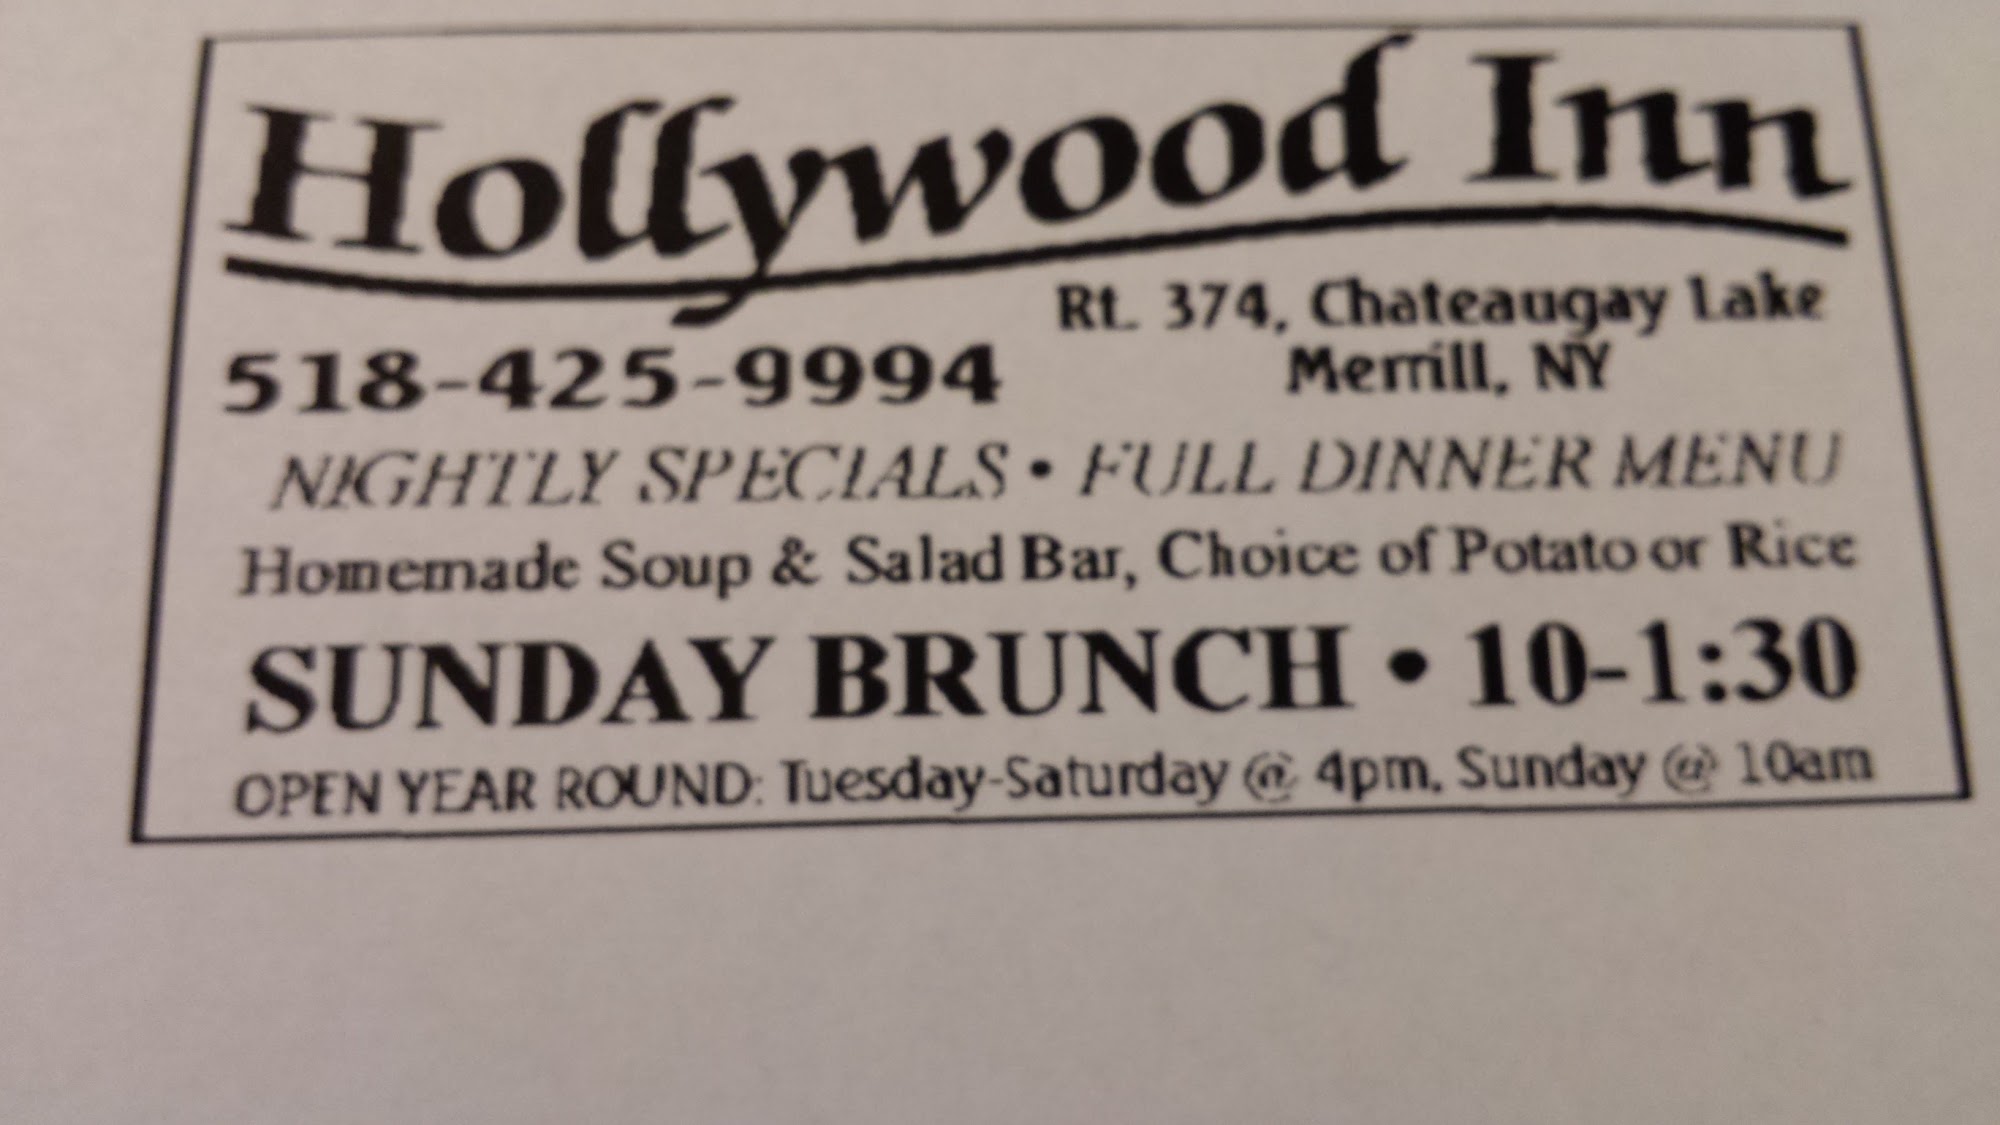 Hollywood Inn
Rt. 374, Chateaugay Lake
Merrill, NY
518-425-9994
NIGHTLY SPECIALS • FULL DINNER MENU
Homemade Soup & Salad Bar, Choice of Potato or Rice
SUNDAY BRUNCH • 10-1:30
OPEN YEAR ROUND: Tuesday-Saturday @ 4pm, Sunday @ 10am